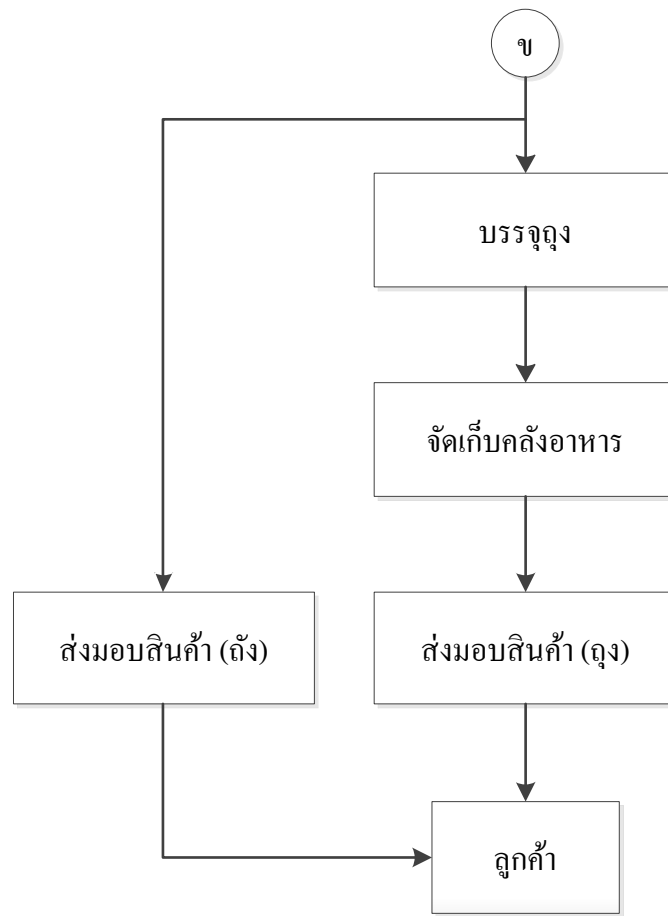 ข
บรรจุถุง
จัดเก็บคลังอาหาร
ส่งมอบสินค้า (ถัง)
ส่งมอบสินค้า (ถุง)
ลูกค้า